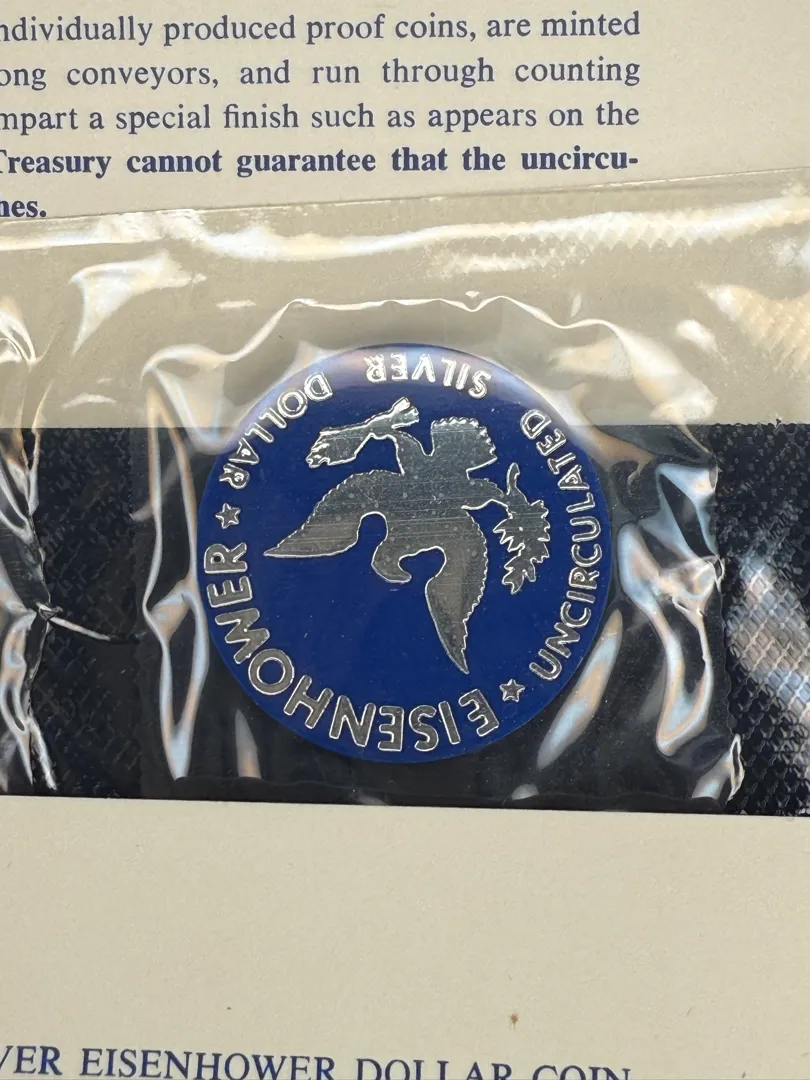 ndividually produced proof coins, are minted
ong conveyors, and run through counting
mpart a special finish such as appears on the
Treasury cannot guarantee that the uncircu-
nes.
EISENHOWER ★ UNCIRCULATED SILVER DOLLAR ★
VER EISENHOWER DOLLAR COIN